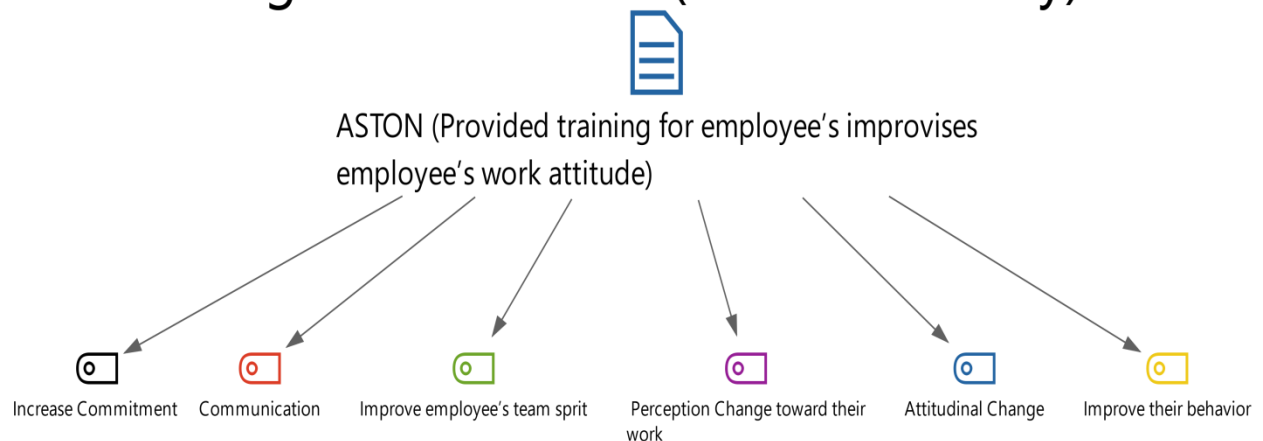 ASTON (Provided training for employee's improvises
employee's work attitude)
Increase Commitment
Communication
Improve employee's team sprit
Perception Change toward their
work
Attitudinal Change
Improve their behavior